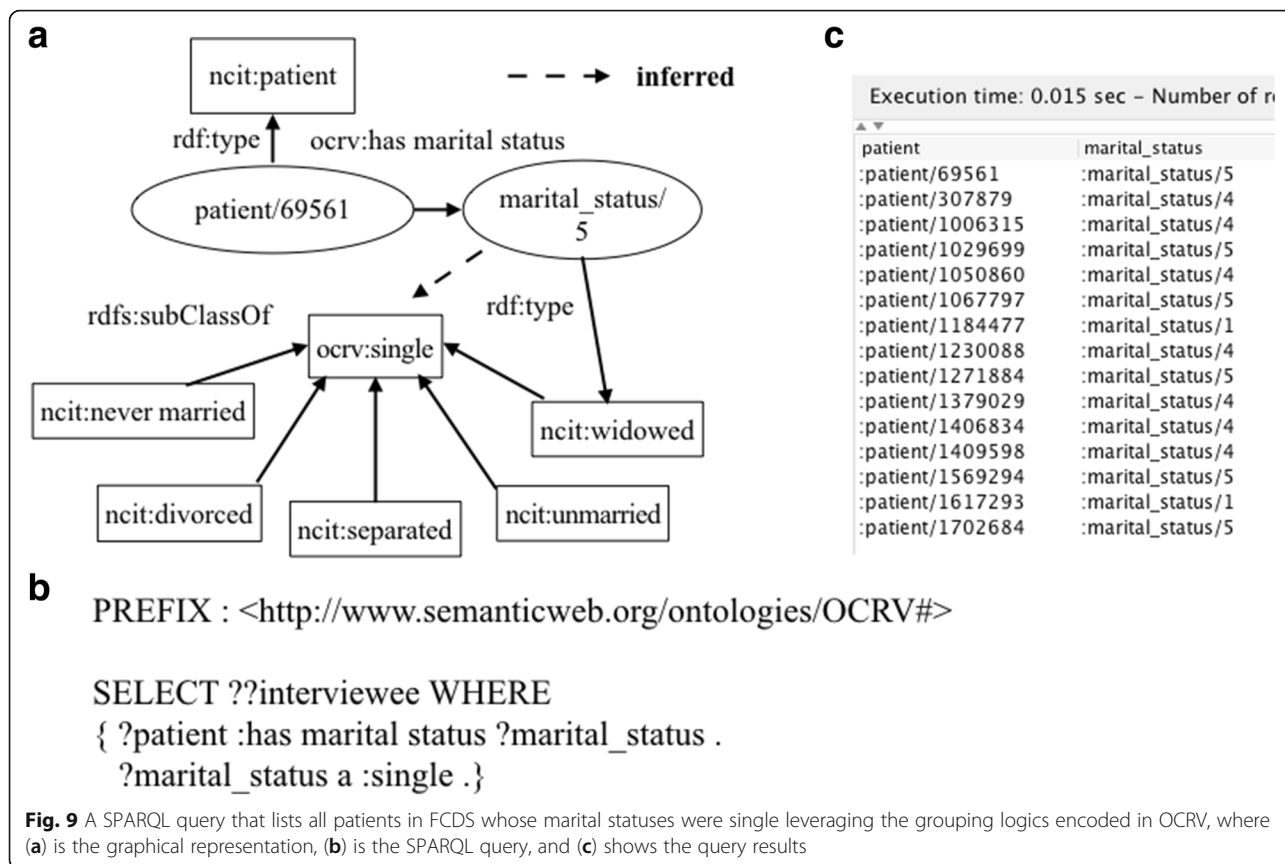 a
ncit:patient
inferred
rdf:type
ocrv:has marital status
patient/69561
marital_status/
5
rdfs:subClassOf
rdf:type
ocrv:single
ncit:never married
ncit:widowed
ncit:divorced
ncit:separated
ncit:unmarried
c
Execution time: 0.015 sec – Number of
patient marital_status
:patient/69561 :marital_status/5
:patient/307879 :marital_status/4
:patient/1006315 :marital_status/4
:patient/1029699 :marital_status/5
:patient/1050860 :marital_status/4
:patient/1067797 :marital_status/5
:patient/1184477 :marital_status/1
:patient/1230088 :marital_status/4
:patient/1271884 :marital_status/5
:patient/1379029 :marital_status/4
:patient/1406834 :marital_status/4
:patient/1409598 :marital_status/4
:patient/1569294 :marital_status/5
:patient/1617293 :marital_status/1
:patient/1702684 :marital_status/5
b
PREFIX : <http://www.semanticweb.org/ontologies/OCRV#>
SELECT ??interviewee WHERE
{ ?patient :has marital status ?marital_status .
?marital_status a :single .}
Fig. 9 A SPARQL query that lists all patients in FCDS whose marital statuses were single leveraging the grouping logics encoded in OCRV, where
(a) is the graphical representation, (b) is the SPARQL query, and (c) shows the query results